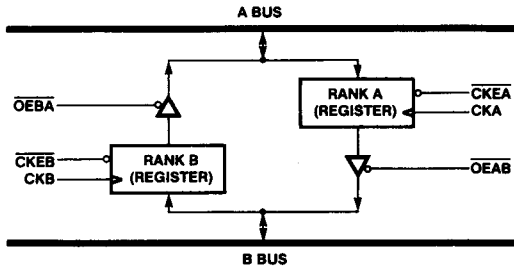 A BUS
RANK A
(REGISTER)
CKEA
CKA
OEBA
CKEB
CKB
RANK B
(REGISTER)
OEAB
B BUS